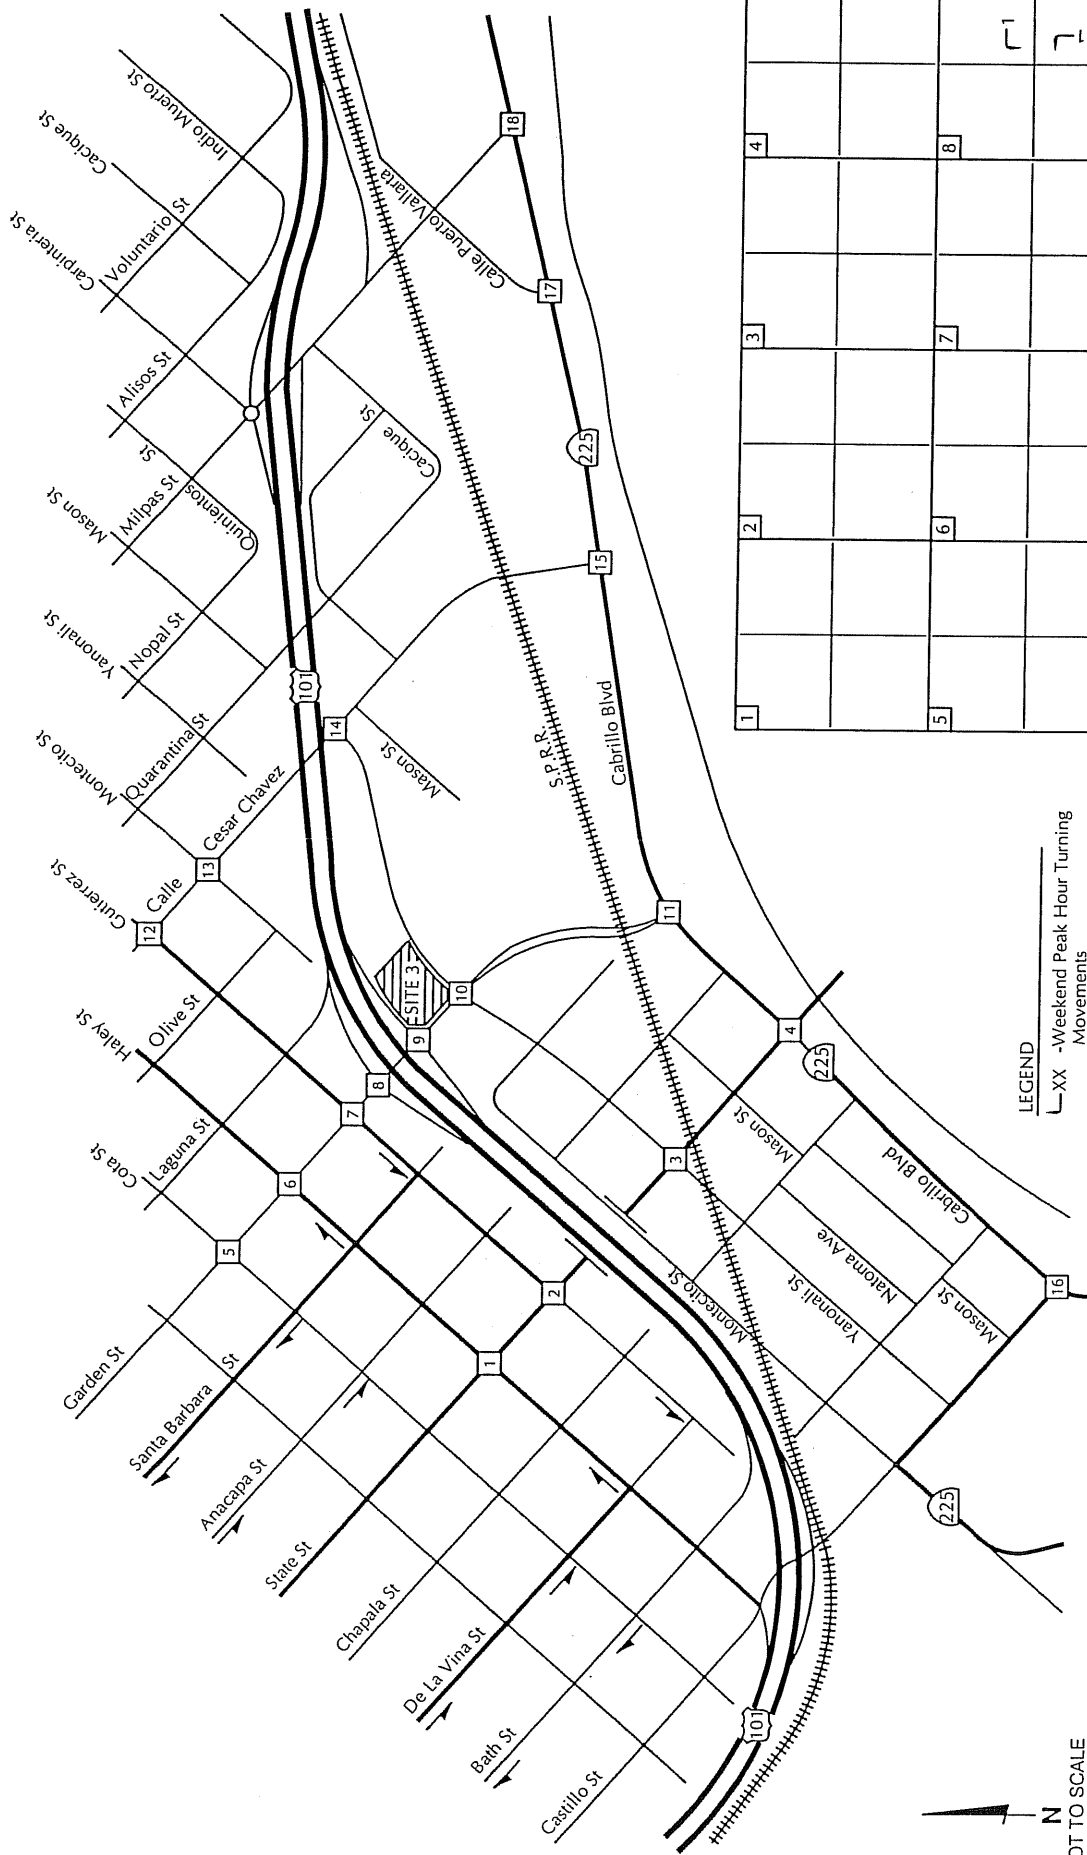 Indio Muerto St
Cacique St
Carpinteria St
Voluntario St
Alisos St
Quinientos St
Milpas St
Mason St
Nopal St
Yanonali St
Quarantina St
Montecito St
Calle Cesar Chavez
Gutierrez St
Olive St
Haley St
Laguna St
Cota St
Garden St
Santa Barbara St
Anacapa St
State St
Chapala St
De La Vina St
Bath St
Castillo St
Calle Puerto Vallarta
Cacique St
Mason St
S.P.R.R.
Cabrillo Blvd
Mason St
Cabrillo Blvd
Natoma Ave
Yanonali St
Mason St
Montecito St
SITE 3
101
101
225
225
225
1
2
3
4
5
6
7
8
9
10
11
12
13
14
15
16
17
18
1
2
3
4
5
6
7
8
LEGEND
XX -Weekend Peak Hour Turning
Movements
N
OT TO SCALE